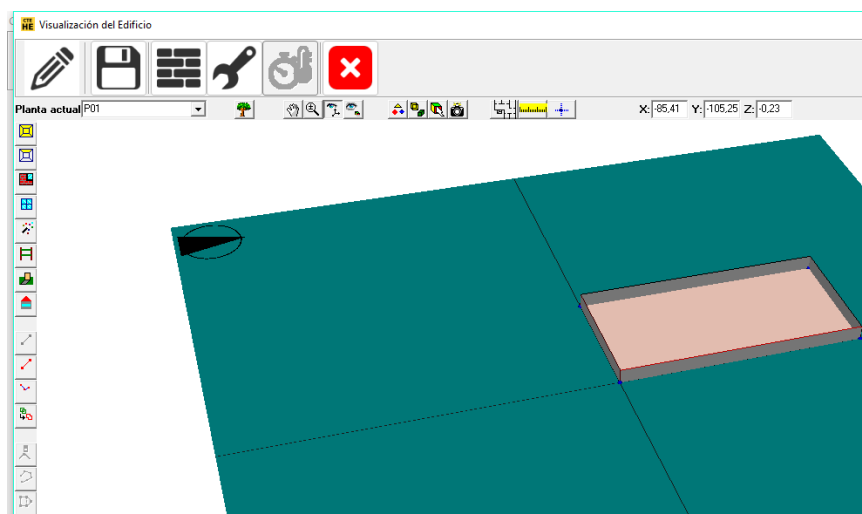 CTE
HE Visualización del Edificio
Planta actual P01 X: -85,41 Y: -105,25 Z: -0,23